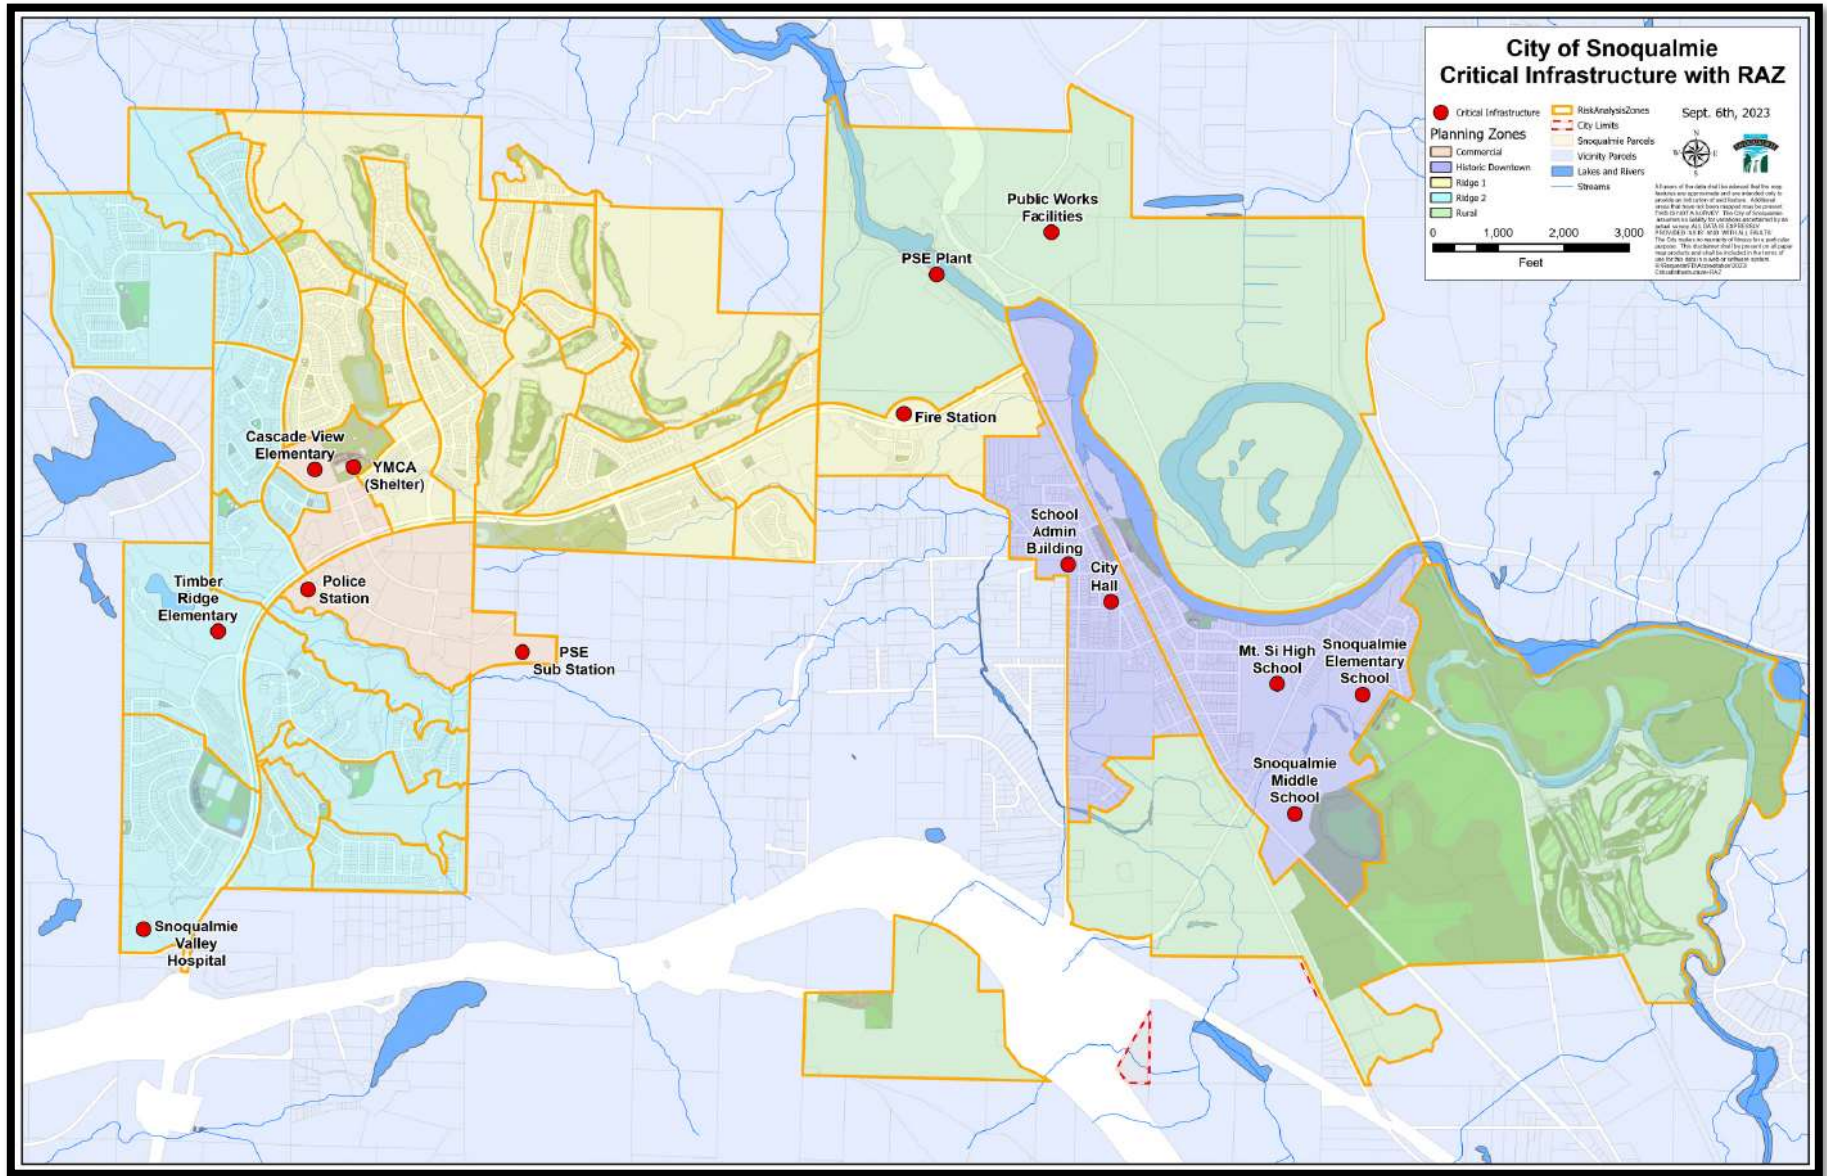 City of Snoqualmie
Critical Infrastructure with RAZ
Critical Infrastructure
Planning Zones
Commercial
Historic Downtown
Ridge 1
Ridge 2
Rural
RiskAnalysisZones
City Limits
Snoqualmie Parcels
Vicinity Parcels
Lakes and Rivers
Streams
Sept. 6th, 2023
N
W
E
S
0
1,000
2,000
3,000
Feet
Public Works
Facilities
PSE Plant
Fire Station
Cascade View
Elementary
YMCA
(Shelter)
School
Admin
Building
City
Hall
Timber
Ridge
Elementary
Police
Station
PSE
Sub Station
Mt. Si High
School
Snoqualmie
Elementary
School
Snoqualmie
Middle
School
Snoqualmie
Valley
Hospital